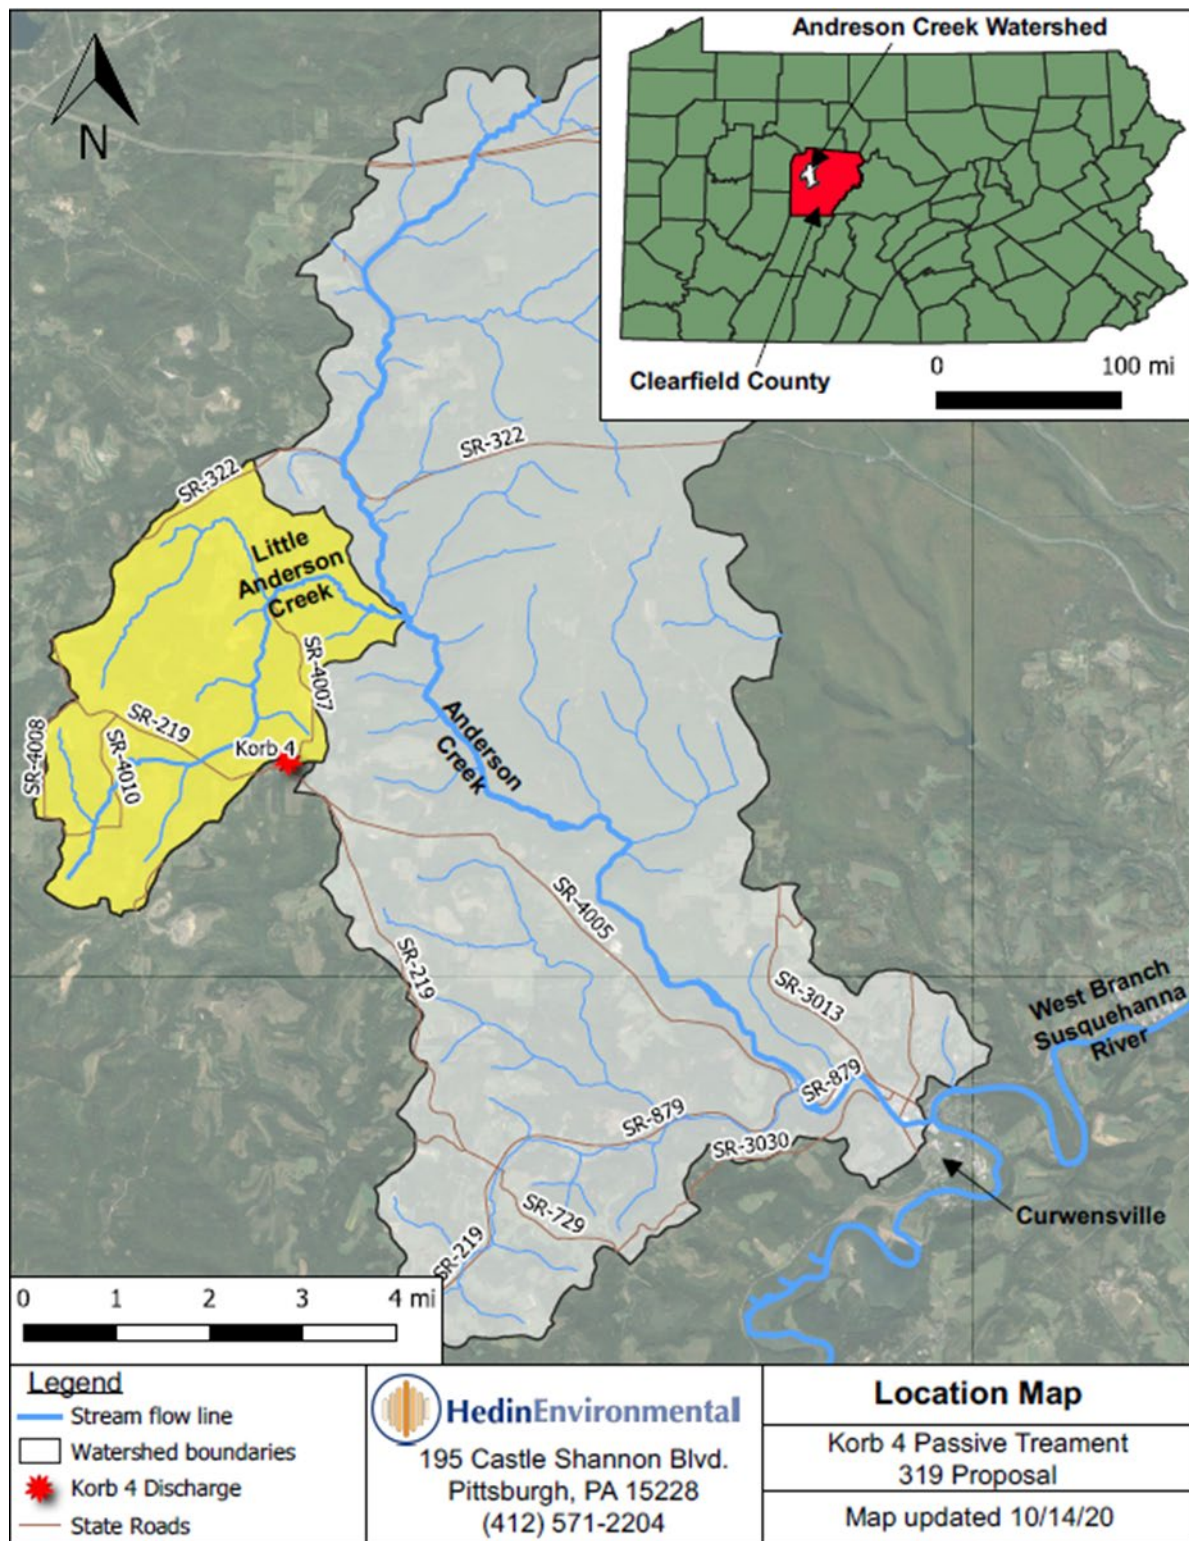 Andreson Creek Watershed
Clearfield County
0
100 mi
N
SR-322
SR-322
Little
Anderson
Creek
SR-4007
SR-219
SR-4008
SR-4010
Korb 4
Anderson
Creek
SR-4005
SR-219
SR-3013
West Branch
Susquehanna
River
SR-879
SR-879
SR-3030
SR-729
SR-219
Curwensville
0 1 2 3 4 mi
Legend
Stream flow line
Watershed boundaries
Korb 4 Discharge
State Roads
HedinEnvironmental
195 Castle Shannon Blvd.
Pittsburgh, PA 15228
(412) 571-2204
Location Map
Korb 4 Passive Treament
319 Proposal
Map updated 10/14/20